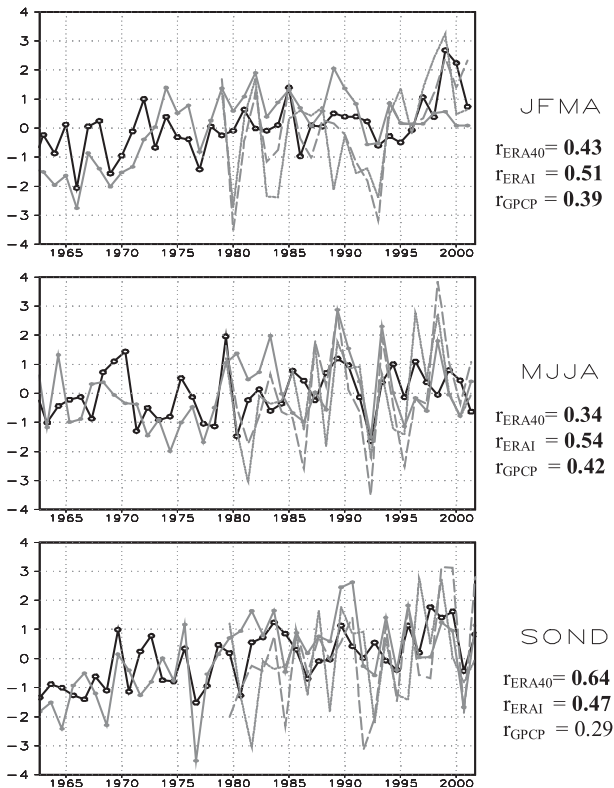 4
3
2
1
0
−1
−2
−3
−4
1965 1970 1975 1980 1985 1990 1995 2000
JFMA
rERA40= 0.43
rERAI = 0.51
rGPCP = 0.39
4
3
2
1
0
−1
−2
−3
−4
1965 1970 1975 1980 1985 1990 1995 2000
MJJA
rERA40= 0.34
rERAI = 0.54
rGPCP = 0.42
4
3
2
1
0
−1
−2
−3
−4
1965 1970 1975 1980 1985 1990 1995 2000
SOND
rERA40= 0.64
rERAI = 0.47
rGPCP = 0.29